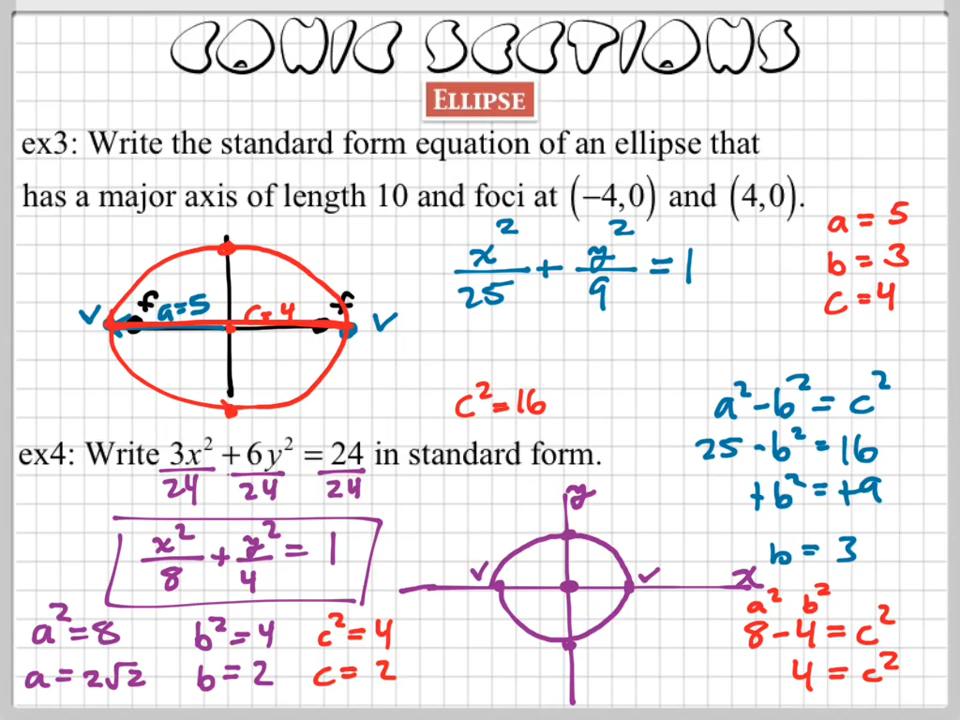 CONIC SECTIONS
ELLIPSE
ex3: Write the standard form equation of an ellipse that
has a major axis of length 10 and foci at (−4,0) and (4,0).
x²/25 + y²/9 = 1
a = 5
b = 3
c = 4
V f a=5 c=4 f V
c² = 16
a² − b² = c²
25 − b² = 16
+b² = +9
b = 3
ex4: Write 3x² + 6y² = 24 in standard form.
24 24 24
x²/8 + y²/4 = 1
a² = 8 b² = 4 c² = 4
a = 2√2 b = 2 c = 2
y
V V x
a² b²
8 − 4 = c²
4 = c²